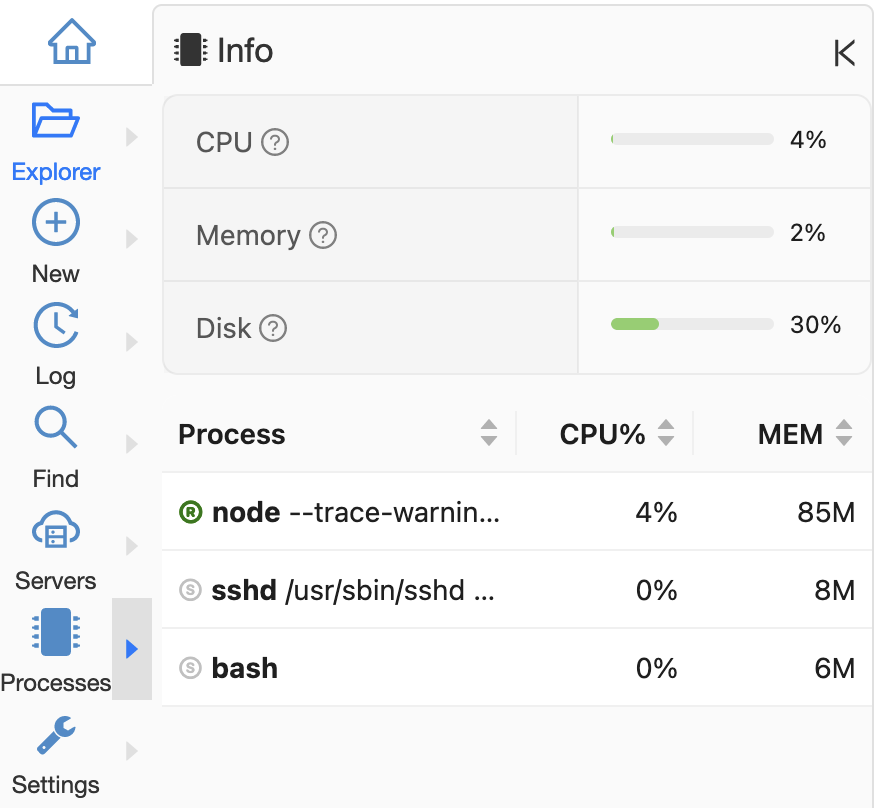 Info
CPU ?
4%
Memory ?
2%
Disk ?
30%
Explorer
New
Log
Find
Servers
Processes
Settings
Process CPU% MEM
R node --trace-warnin... 4% 85M
S sshd /usr/sbin/sshd ... 0% 8M
S bash 0% 6M